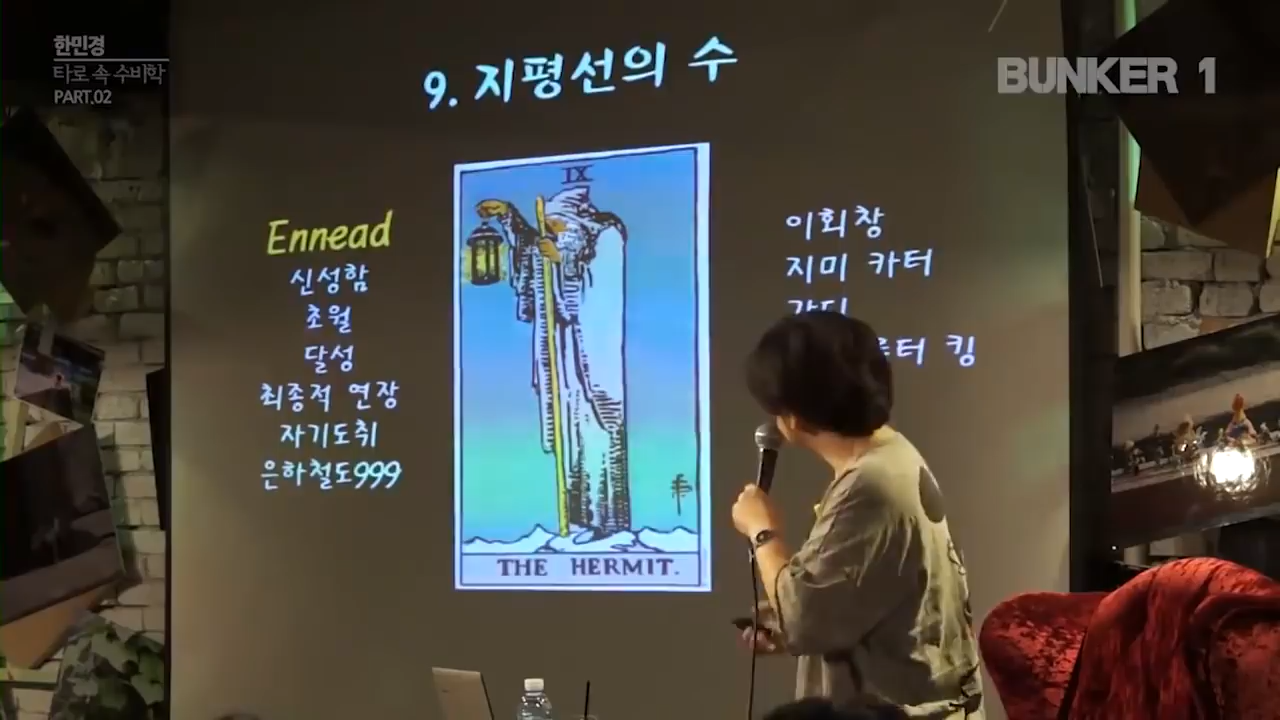 한민경
타로 속 수비학
PART.02
BUNKER 1
9. 지평선의 수
Ennead
신성함
초월
달성
최종적 연장
자기도취
은하철도999
IX
THE HERMIT.
이회창
지미 카터
간디
킹